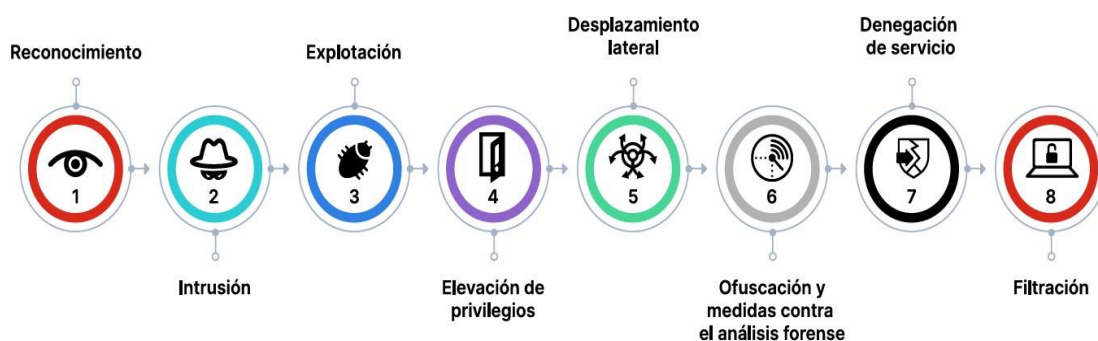 Reconocimiento
1
2
Intrusión
Explotación
3
4
Elevación de
privilegios
Desplazamiento
lateral
5
6
Ofuscación y
medidas contra
el análisis forense
Denegación
de servicio
7
8
Filtración